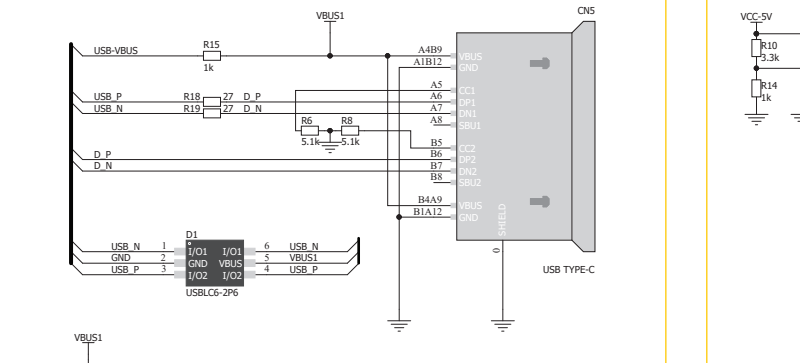 CN5
VBUS1
VCC-5V
USB-VBUS
R15
1k
A4B9
VBUS
A1B12
GND
R10
3.3k
R14
1k
A5
CC1
USB_P
R18
27
D_P
A6
DP1
USB_N
R19
27
D_N
A7
DN1
A8
SBU1
R6
R8
5.1k
5.1k
B5
CC2
D_P
B6
DP2
D_N
B7
DN2
B8
SBU2
B4A9
VBUS
B1A12
GND
SHIELD
0
USB TYPE-C
D1
USB_N
1
I/O1
I/O1
6
USB_N
GND
2
GND
VBUS
5
VBUS1
USB_P
3
I/O2
I/O2
4
USB_P
USBLC6-2P6
VBUS1